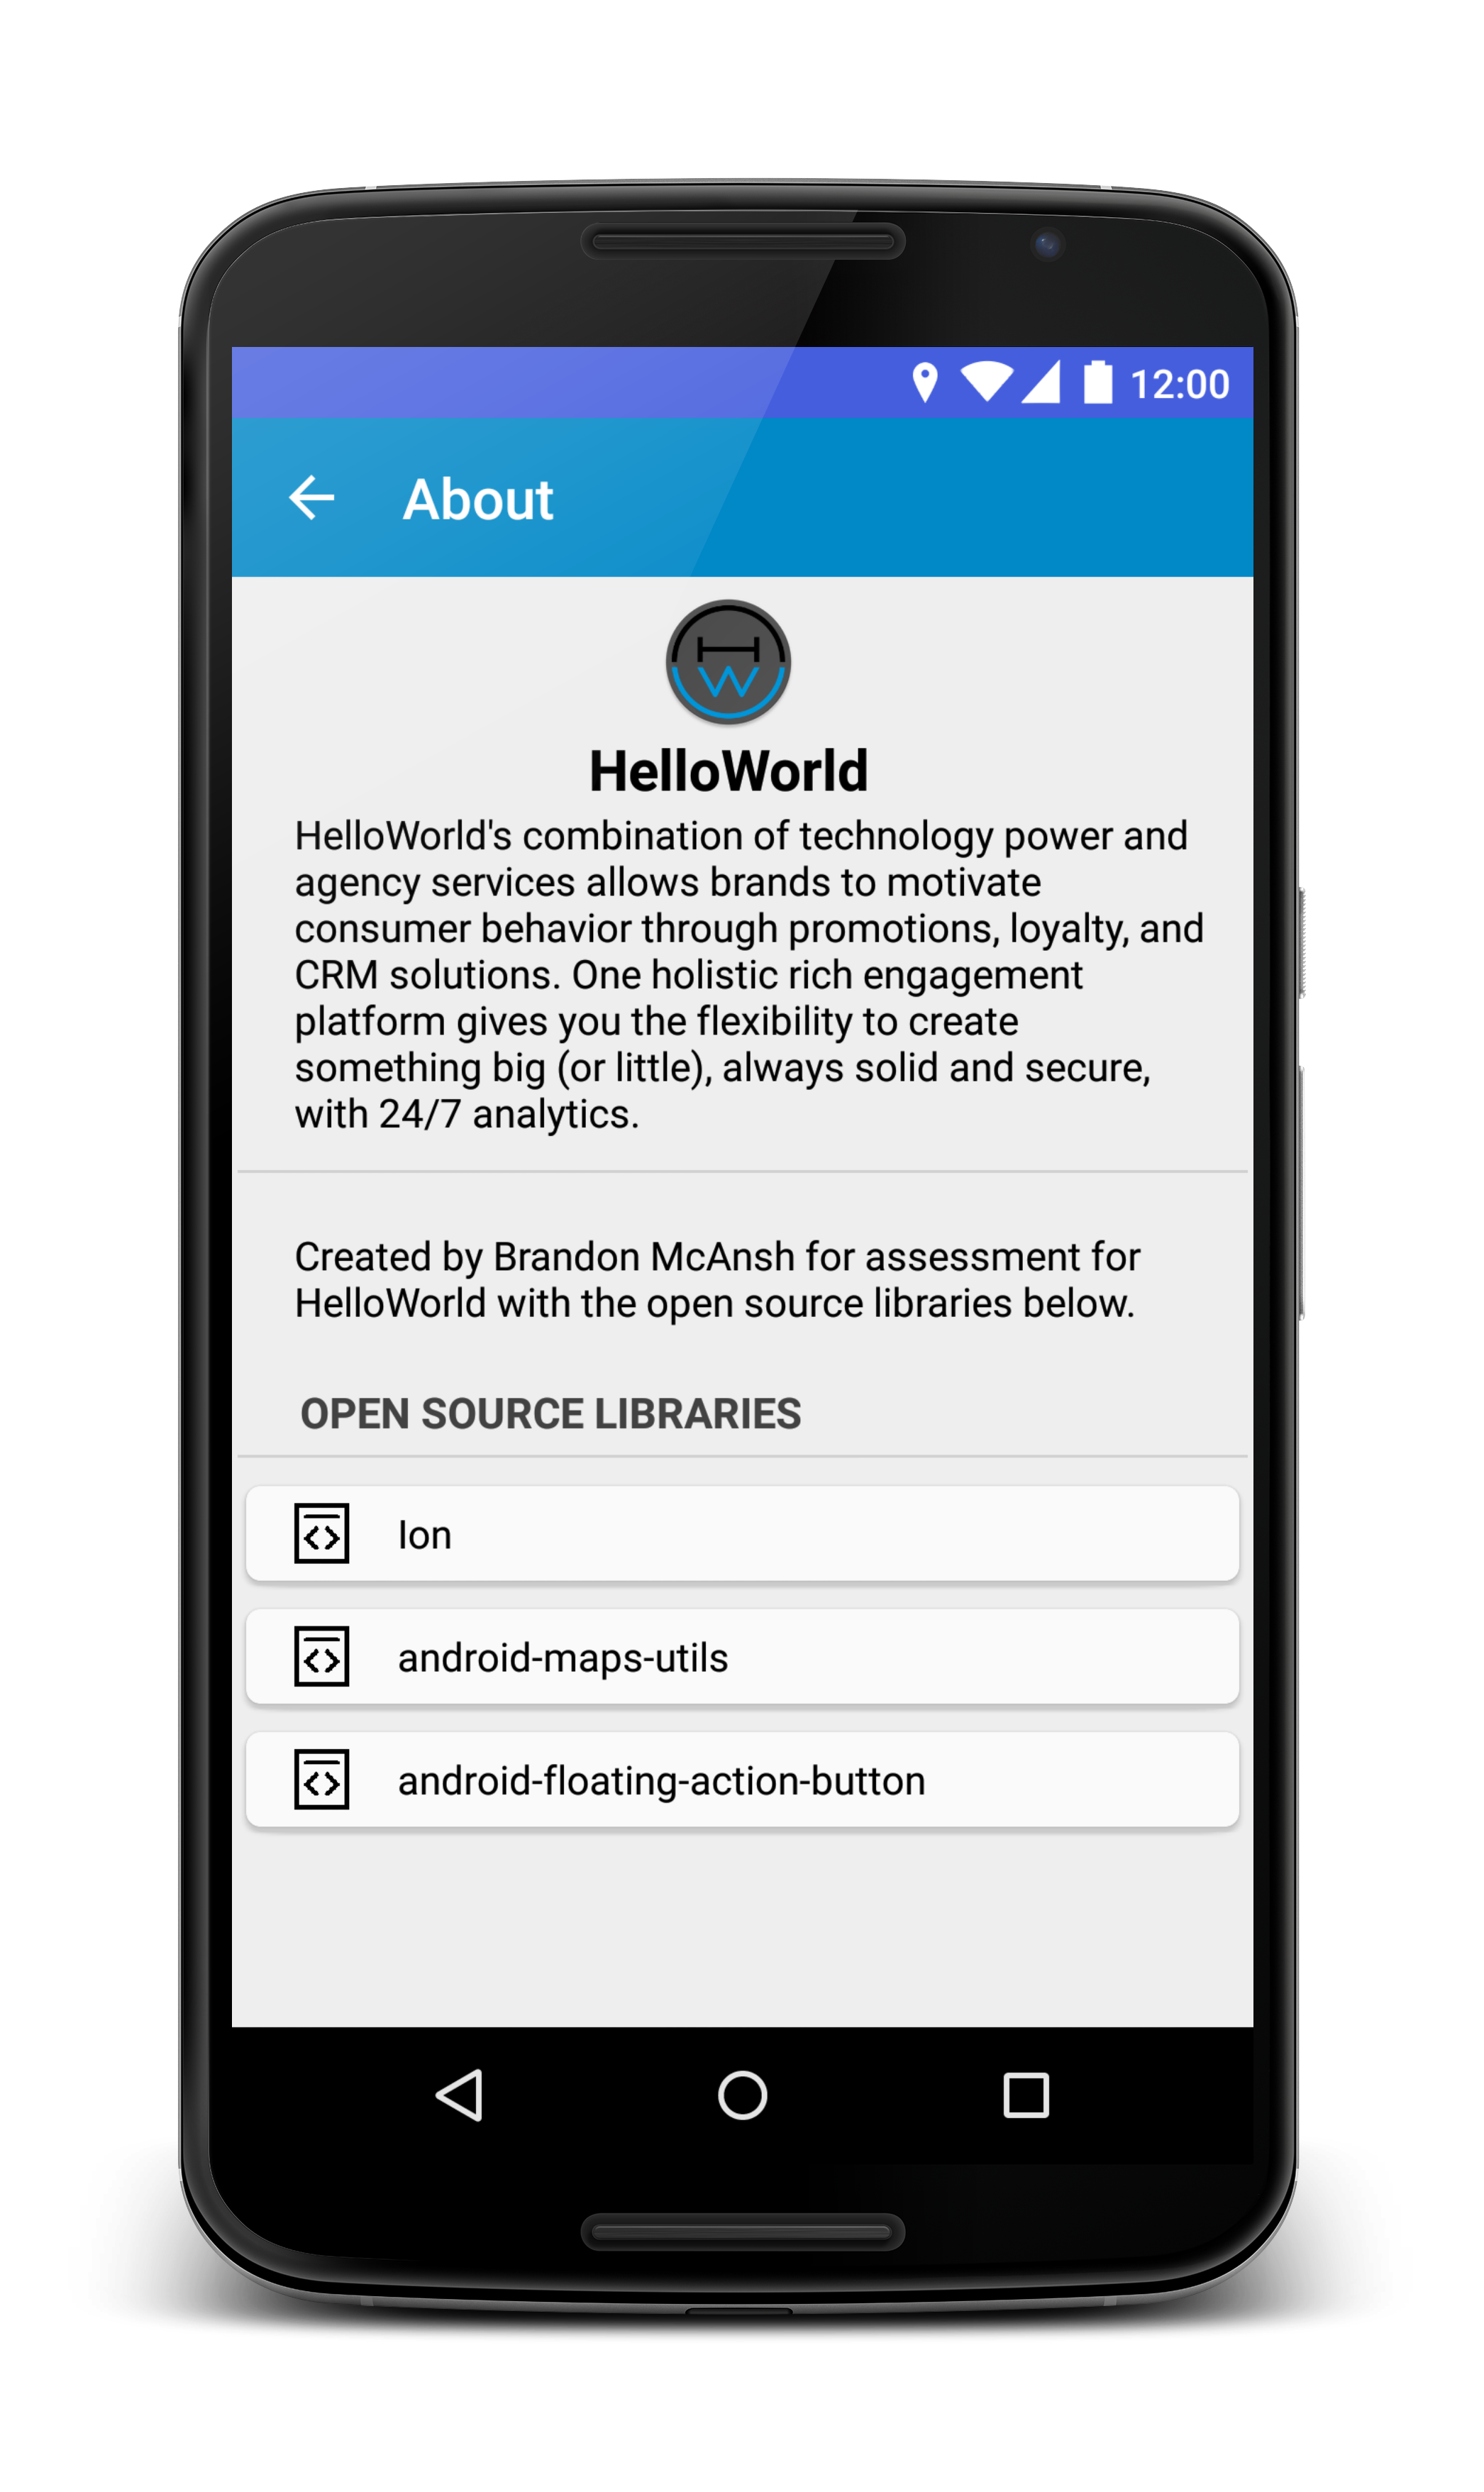 12:00
About
HW
HelloWorld
HelloWorld's combination of technology power and
agency services allows brands to motivate
consumer behavior through promotions, loyalty, and
CRM solutions. One holistic rich engagement
platform gives you the flexibility to create
something big (or little), always solid and secure,
with 24/7 analytics.
Created by Brandon McAnsh for assessment for
HelloWorld with the open source libraries below.
OPEN SOURCE LIBRARIES
Ion
android-maps-utils
android-floating-action-button